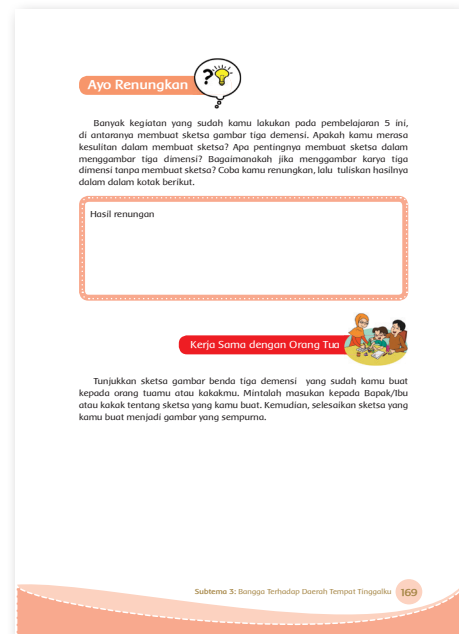 Ayo Renungkan
?
Banyak kegiatan yang sudah kamu lakukan pada pembelajaran 5 ini,
di antaranya membuat sketsa gambar tiga demensi. Apakah kamu merasa
kesulitan dalam membuat sketsa? Apa pentingnya membuat sketsa dalam
menggambar tiga dimensi? Bagaimanakah jika menggambar karya tiga
dimensi tanpa membuat sketsa? Coba kamu renungkan, lalu tuliskan hasilnya
dalam dalam kotak berikut.
Hasil renungan
Kerja Sama dengan Orang Tua
Tunjukkan sketsa gambar benda tiga demensi yang sudah kamu buat
kepada orang tuamu atau kakakmu. Mintalah masukan kepada Bapak/Ibu
atau kakak tentang sketsa yang kamu buat. Kemudian, selesaikan sketsa yang
kamu buat menjadi gambar yang sempurna.
Subtema 3: Bangga Terhadap Daerah Tempat Tinggalku 169